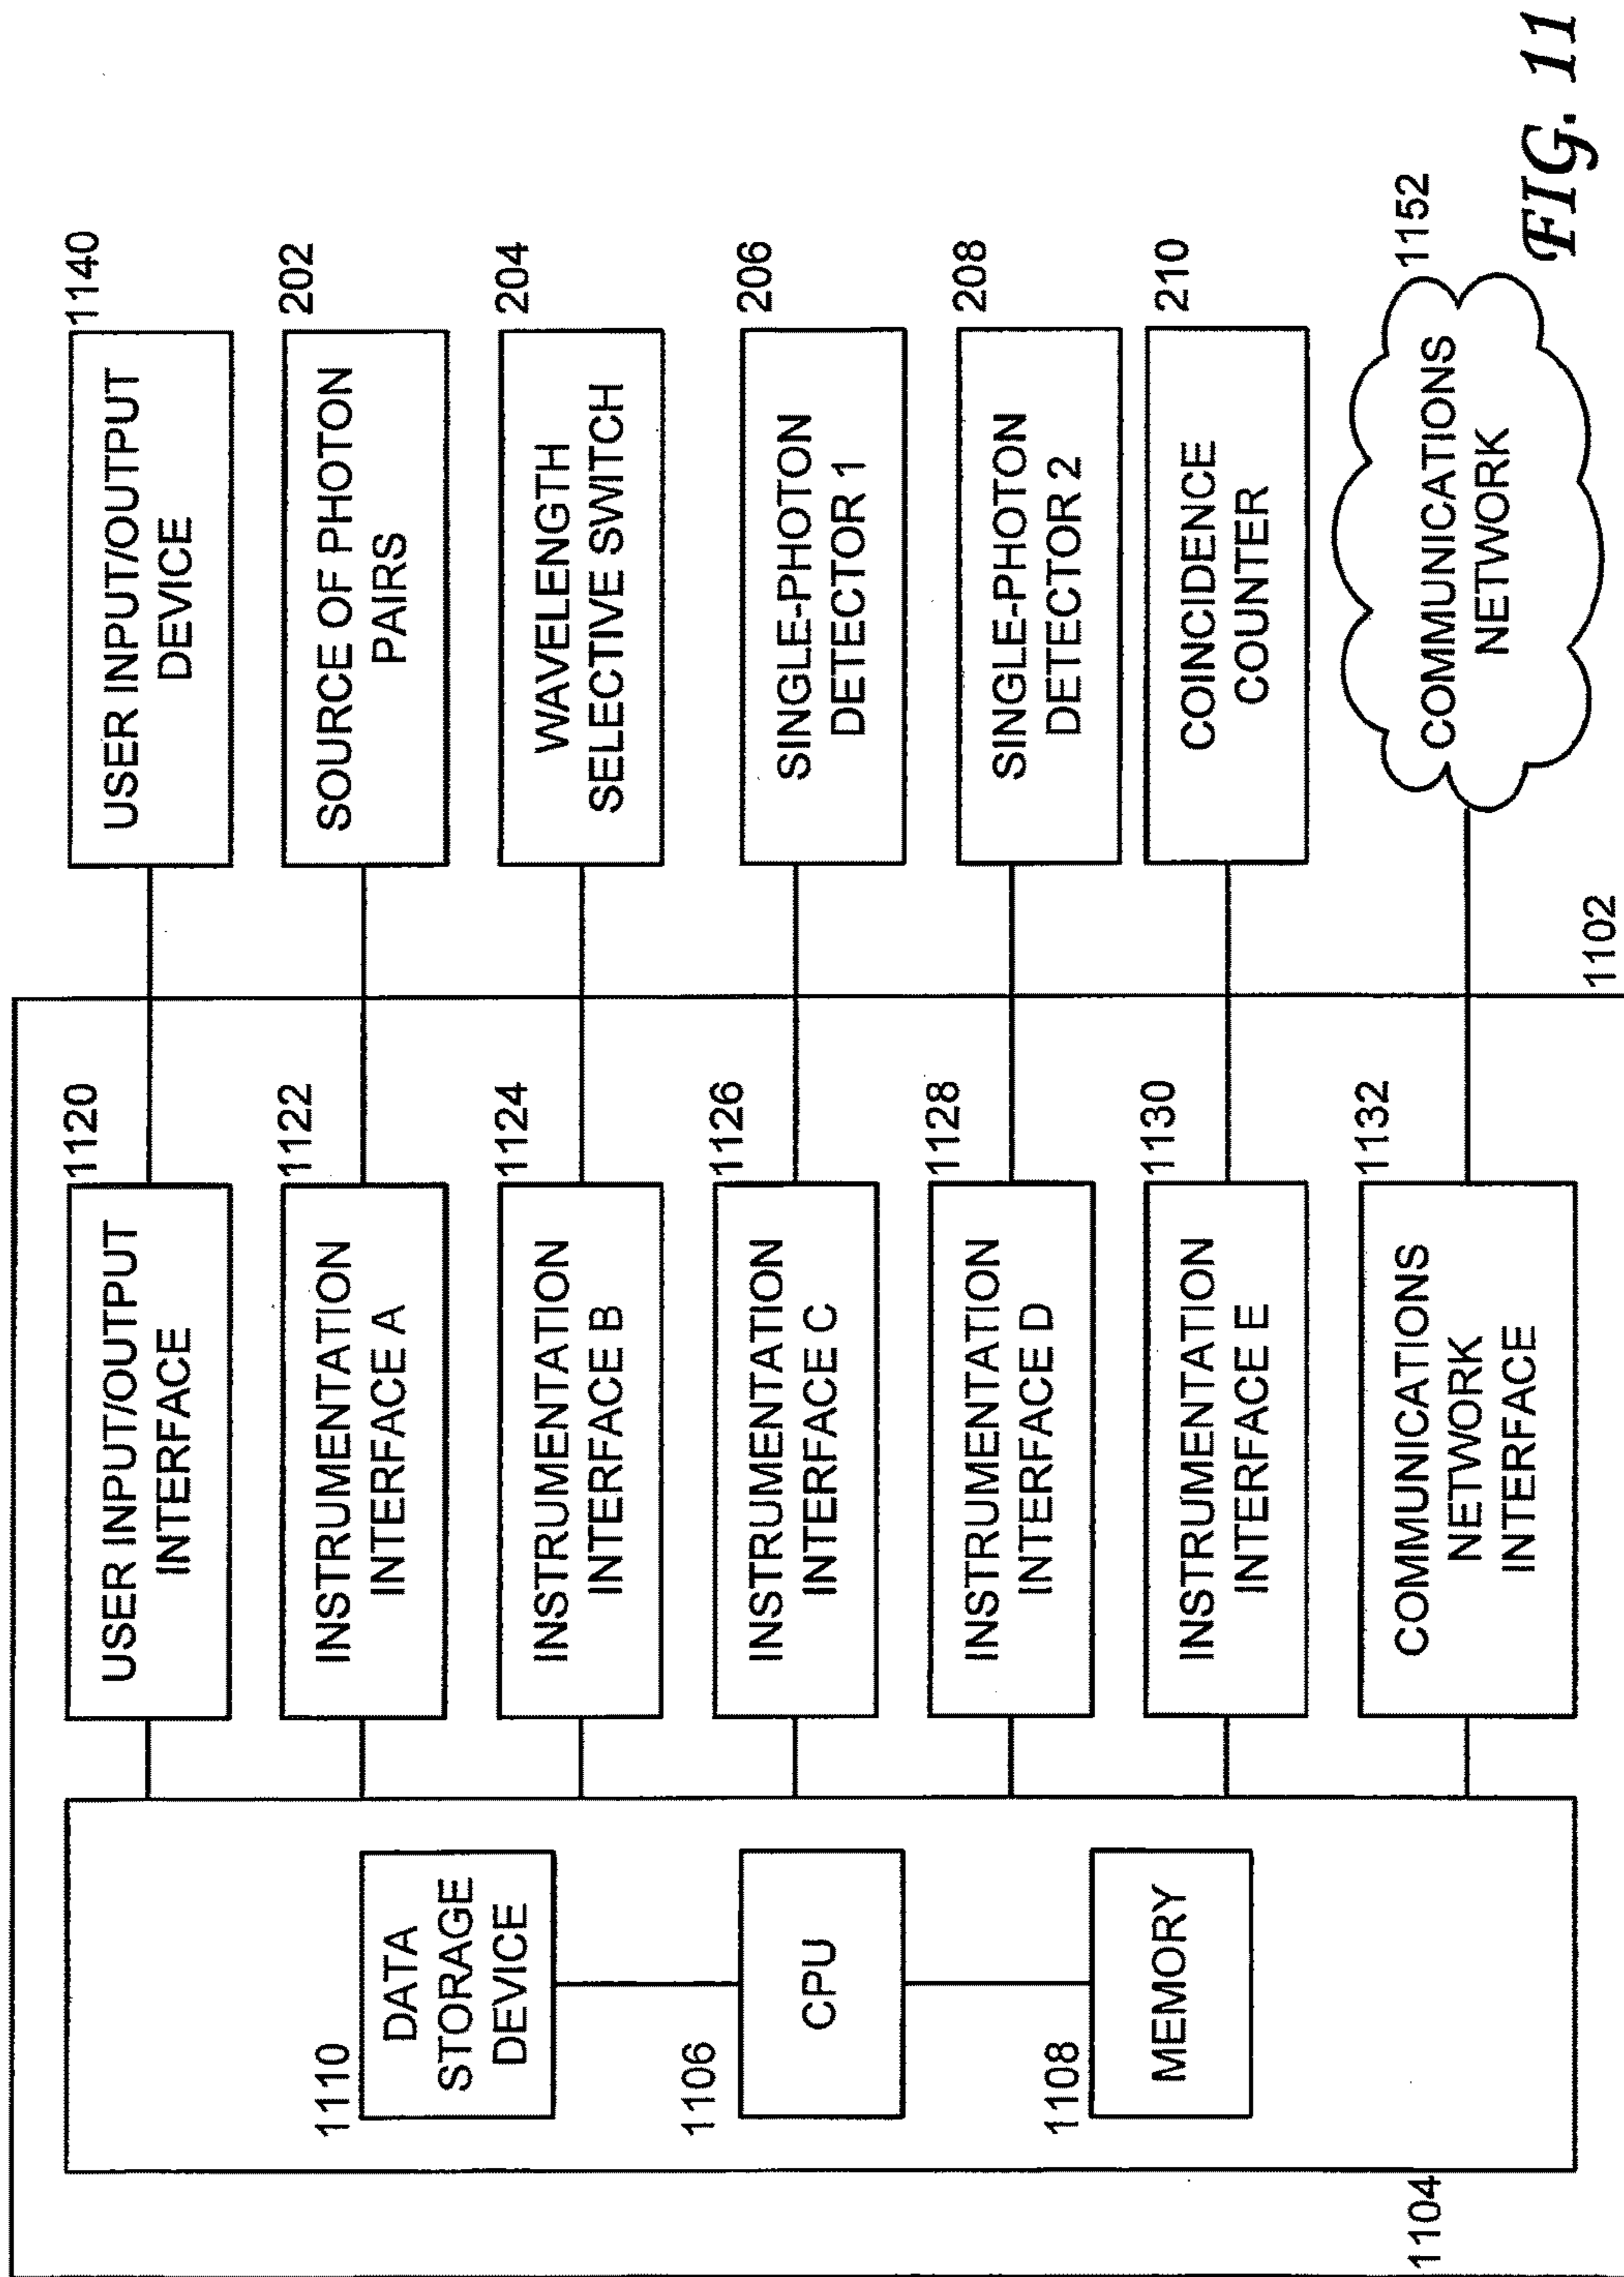 1110
DATA
STORAGE
DEVICE
1106
CPU
1108
MEMORY
1104
1120
USER INPUT/OUTPUT
INTERFACE
1122
INSTRUMENTATION
INTERFACE A
1124
INSTRUMENTATION
INTERFACE B
1126
INSTRUMENTATION
INTERFACE C
1128
INSTRUMENTATION
INTERFACE D
1130
INSTRUMENTATION
INTERFACE E
1132
COMMUNICATIONS
NETWORK
INTERFACE
1102
1140
USER INPUT/OUTPUT
DEVICE
202
SOURCE OF PHOTON
PAIRS
204
WAVELENGTH
SELECTIVE SWITCH
206
SINGLE-PHOTON
DETECTOR 1
208
SINGLE-PHOTON
DETECTOR 2
210
COINCIDENCE
COUNTER
1152
COMMUNICATIONS
NETWORK
FIG. 11